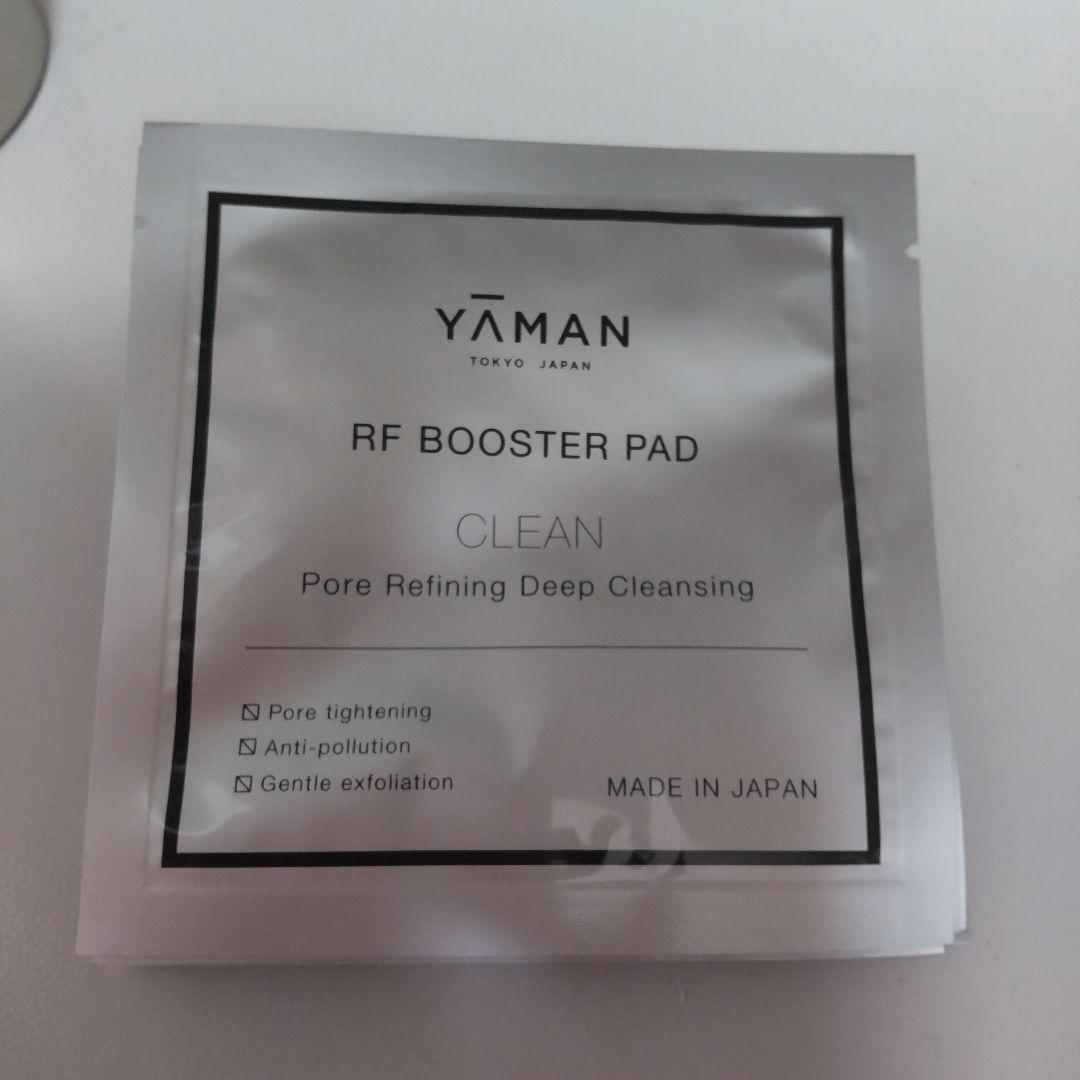 YĀMAN
TOKYO JAPAN
RF BOOSTER PAD
CLEAN
Pore Refining Deep Cleansing
Pore tightening
Anti-pollution
Gentle exfoliation
MADE IN JAPAN